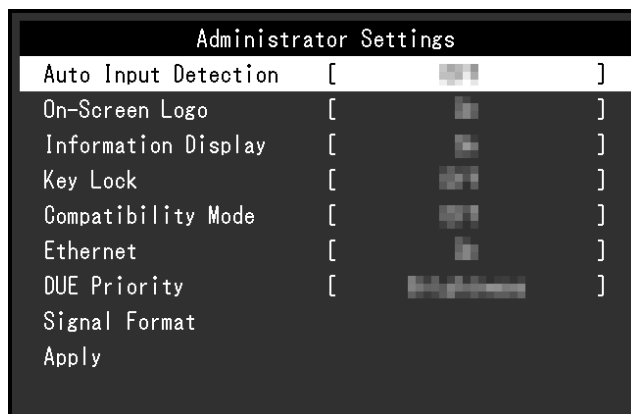 Administrator Settings
Auto Input Detection [ ]
On-Screen Logo [ ]
Information Display [ ]
Key Lock [ ]
Compatibility Mode [ ]
Ethernet [ ]
DUE Priority [ ]
Signal Format
Apply